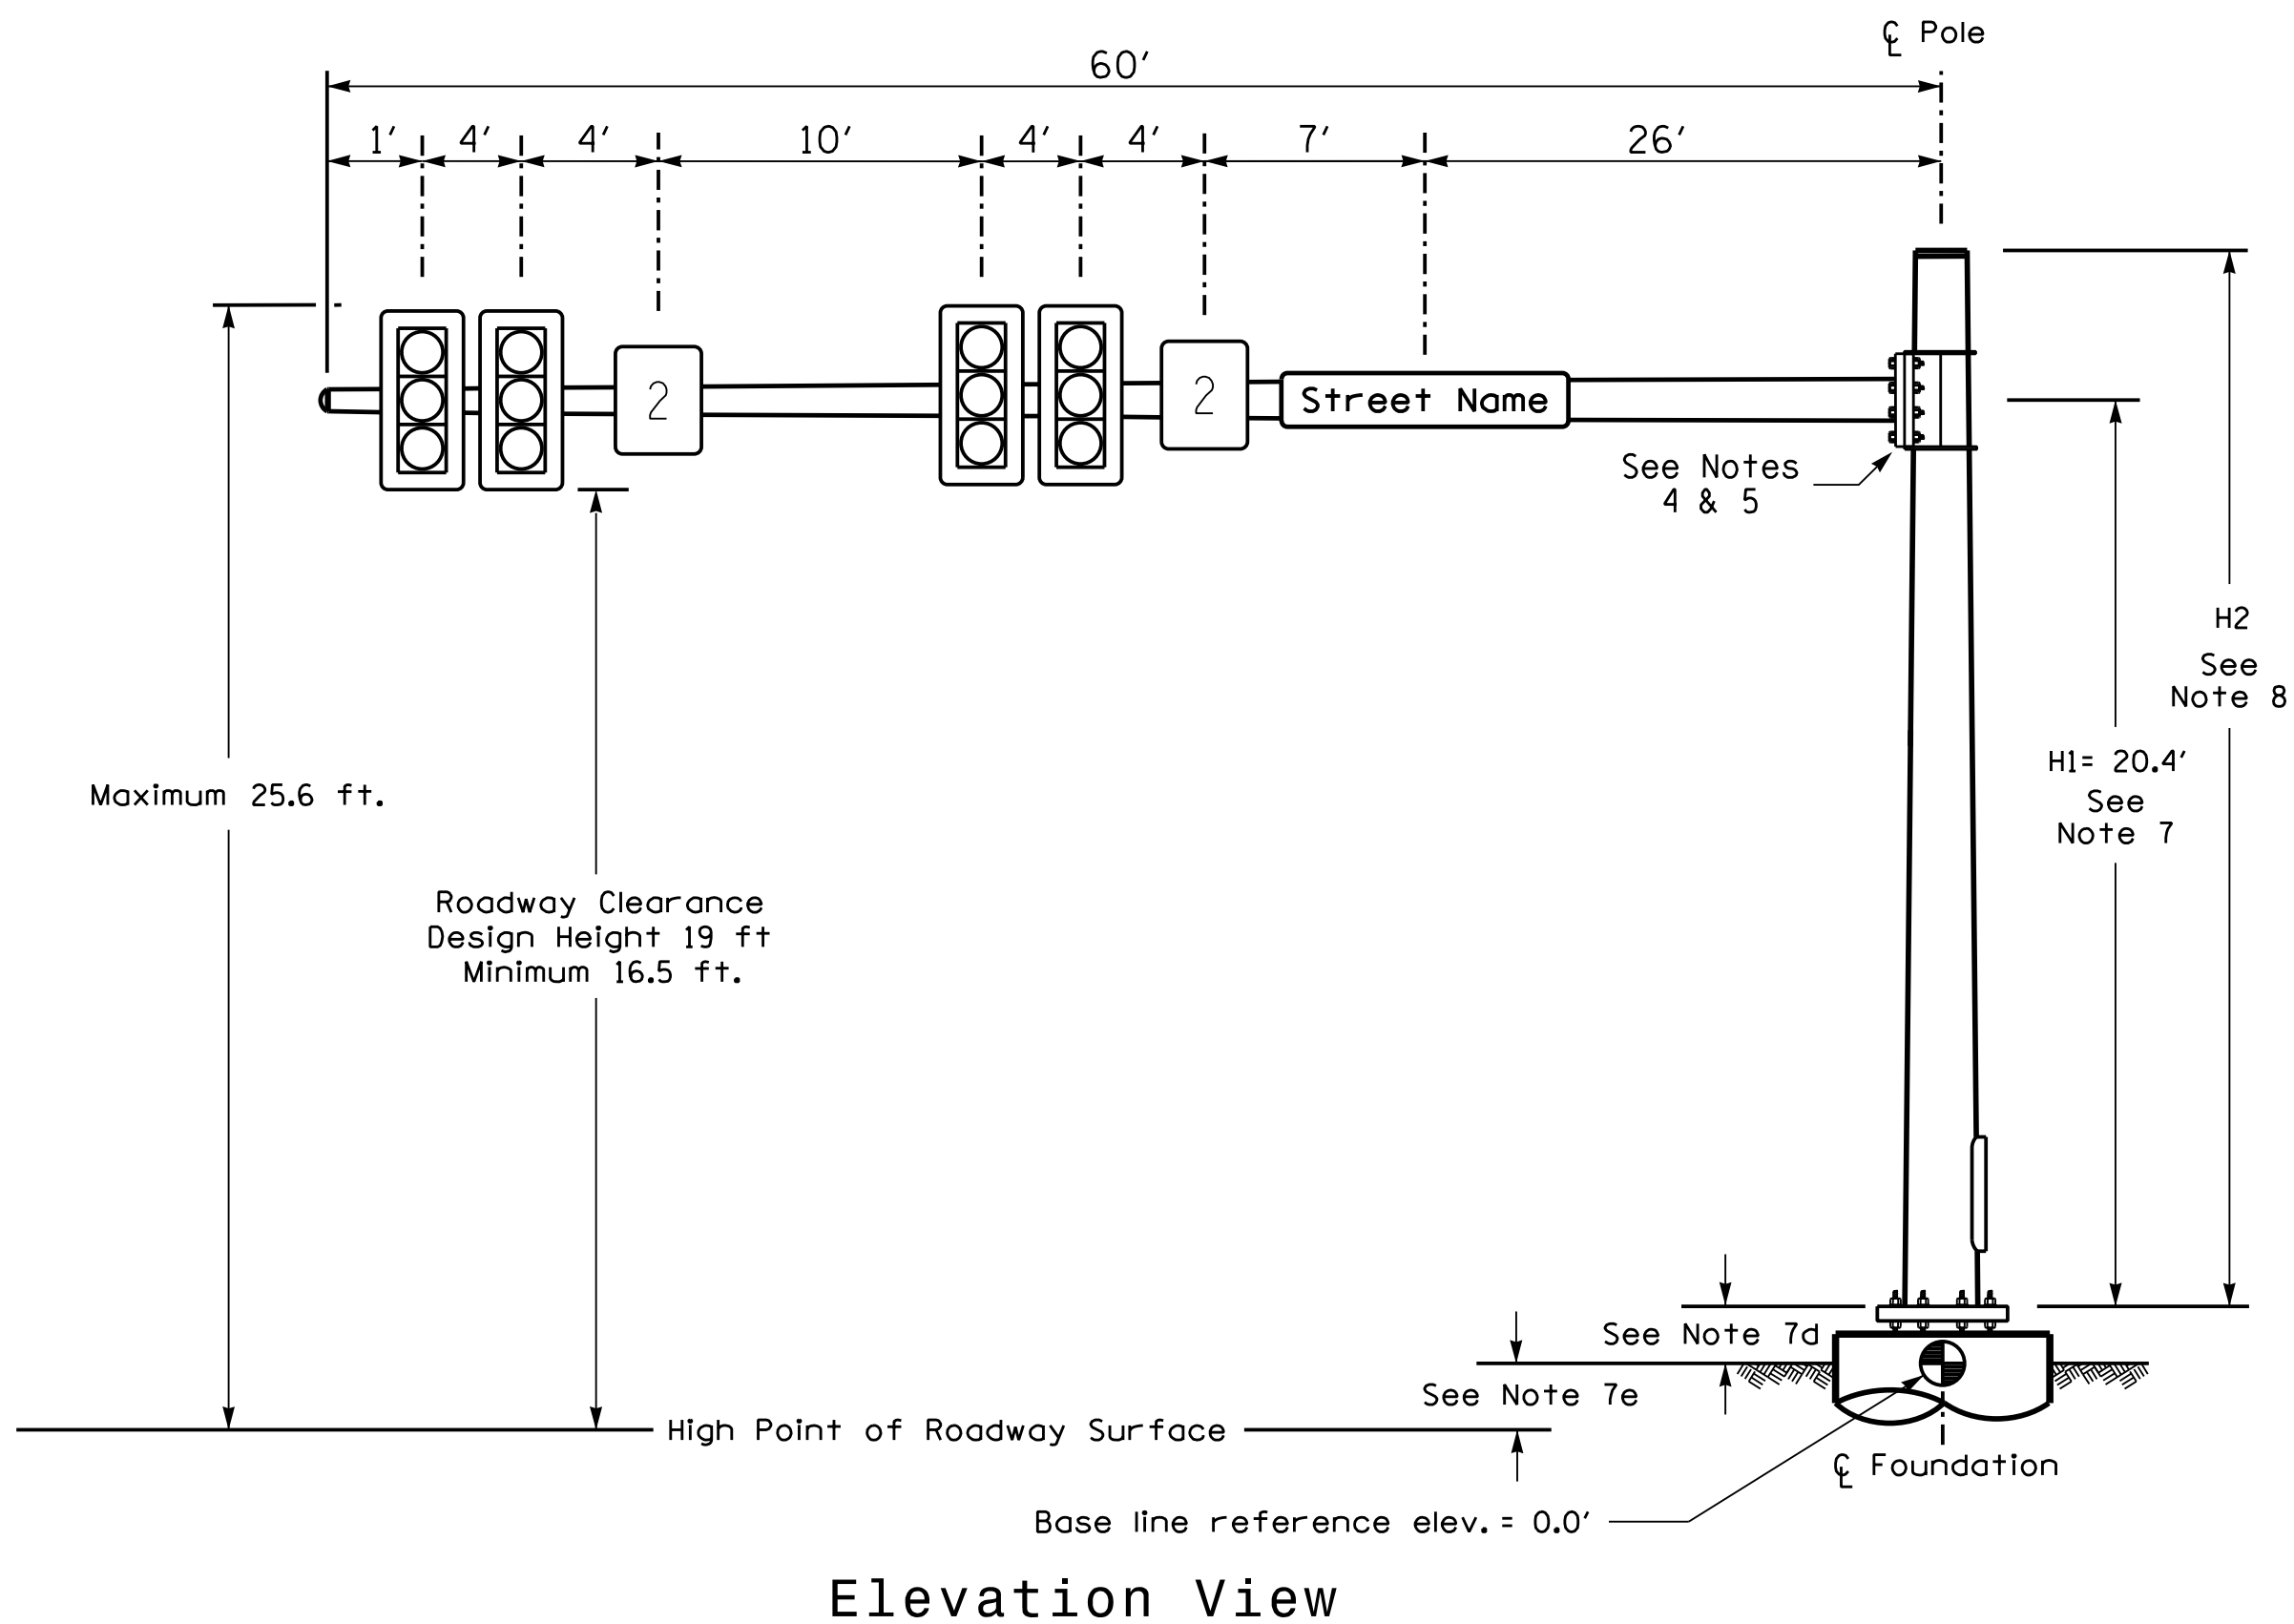 ℄ Pole
60'
1' 4' 4' 10' 4' 4' 7' 26'
2
2
Street Name
See Notes
4 & 5
H2
See
Note 8
H1= 20.4'
See
Note 7
Maximum 25.6 ft.
Roadway Clearance
Design Height 19 ft
Minimum 16.5 ft.
See Note 7d
See Note 7e
High Point of Roadway Surface
℄ Foundation
Base line reference elev. = 0.0'
Elevation View